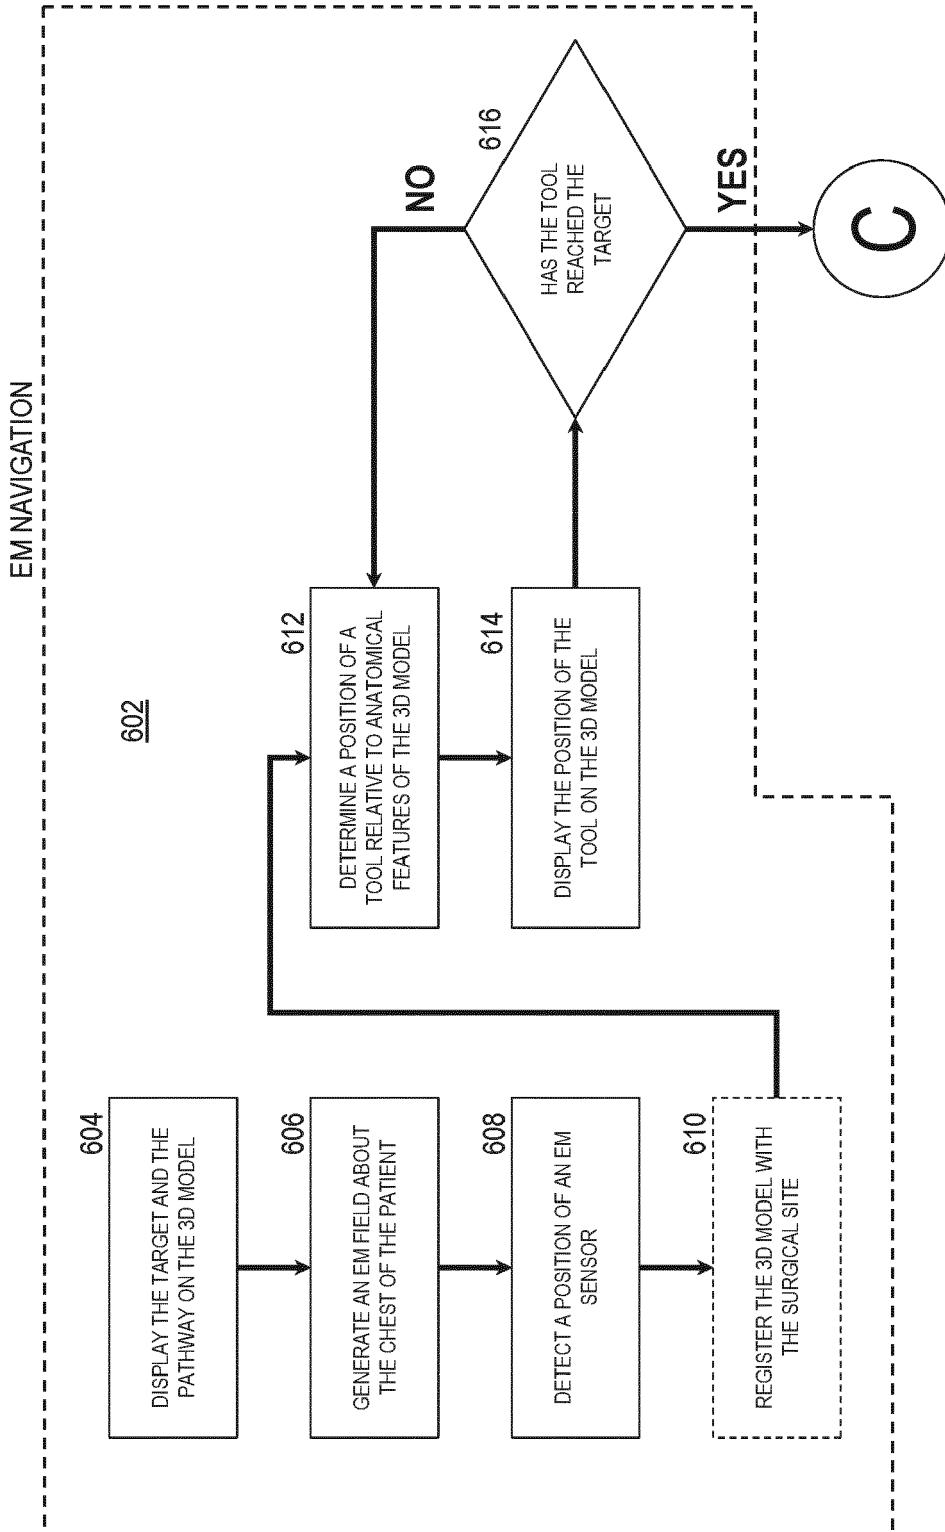 EM NAVIGATION
602
604
DISPLAY THE TARGET AND THE
PATHWAY ON THE 3D MODEL
606
GENERATE AN EM FIELD ABOUT
THE CHEST OF THE PATIENT
608
DETECT A POSITION OF AN EM
SENSOR
610
REGISTER THE 3D MODEL WITH
THE SURGICAL SITE
612
DETERMINE A POSITION OF A
TOOL RELATIVE TO ANATOMICAL
FEATURES OF THE 3D MODEL
614
DISPLAY THE POSITION OF THE
TOOL ON THE 3D MODEL
616
HAS THE TOOL
REACHED THE
TARGET
NO
YES
C